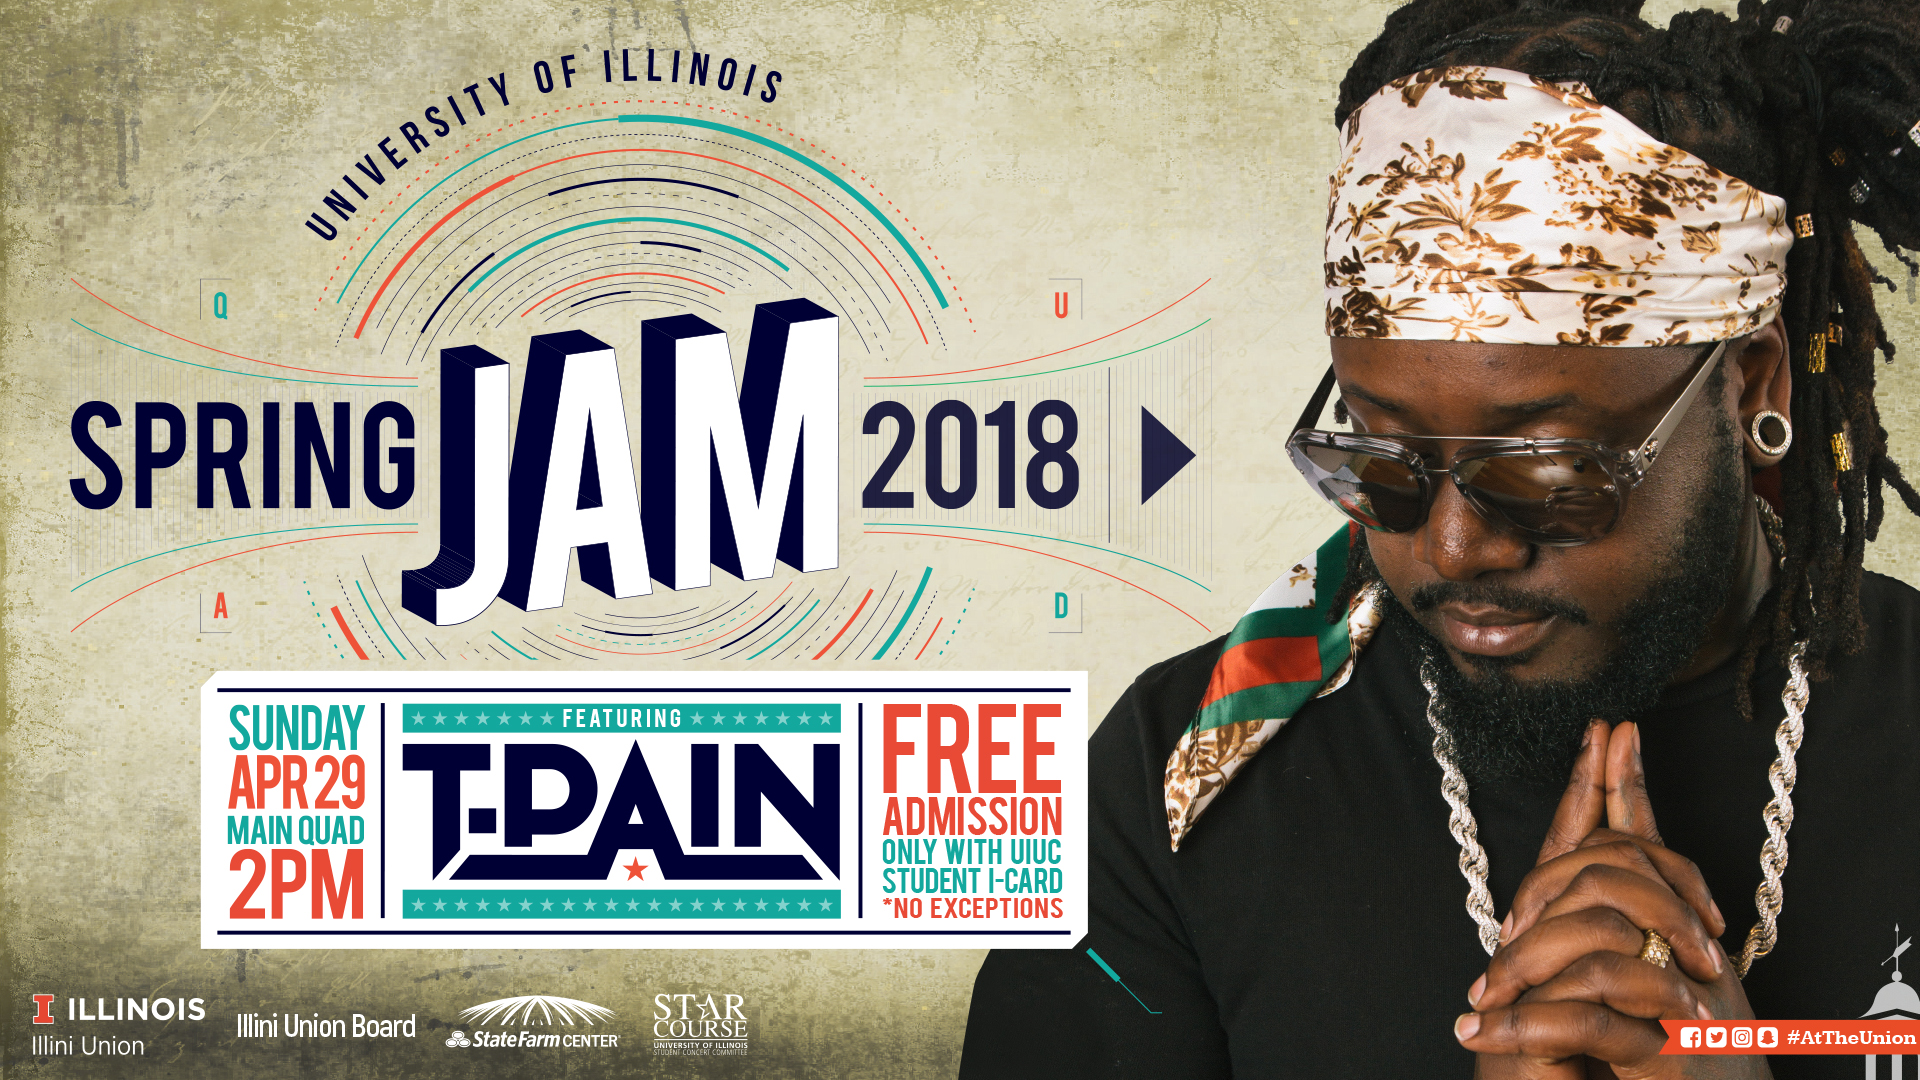 UNIVERSITY OF ILLINOIS
Q U
SPRING JAM 2018
A D
SUNDAY
APR 29
MAIN QUAD
2PM
FEATURING
T-PAIN
FREE
ADMISSION
ONLY WITH UIUC
STUDENT I-CARD
*NO EXCEPTIONS
I ILLINOIS
Illini Union
Illini Union Board
State Farm CENTER®
STAR
COURSE
UNIVERSITY OF ILLINOIS
STUDENT CONCERT COMMITTEE
#AtTheUnion